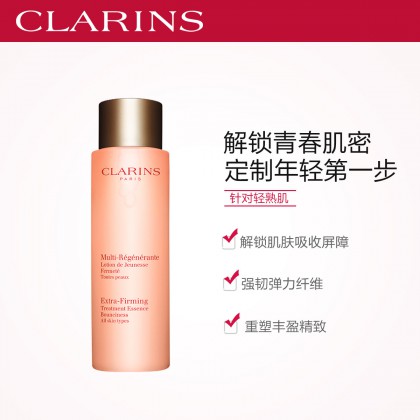 CLARINS
解锁青春肌密
定制年轻第一步
针对轻熟肌
解锁肌肤吸收屏障
强韧弹力纤维
重塑丰盈精致
CLARINS
PARIS
Multi-Régénérante
Lotion de Jeunesse
Fermeté
Toutes peaux
Extra-Firming
Treatment Essence
All skin types